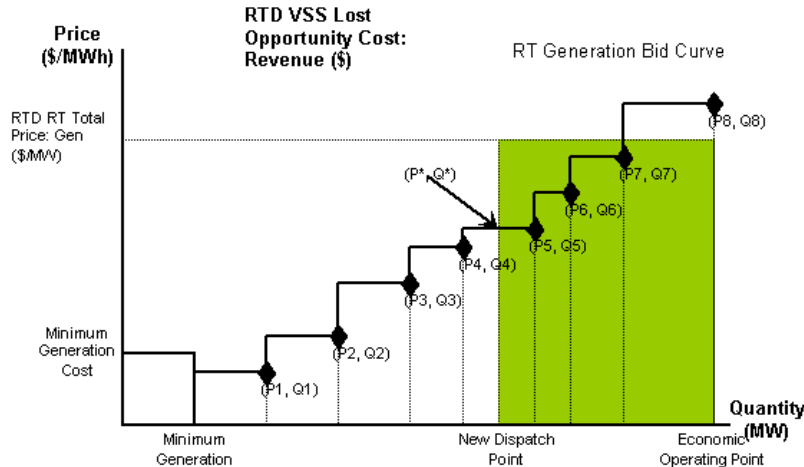 RTD VSS Lost
Opportunity Cost:
Revenue ($)
Price
($/MWh)
RT Generation Bid Curve
RTD RT Total
Price: Gen
($/MW)
(P8, Q8)
(P*, Q*)
(P7, Q7)
(P6, Q6)
(P5, Q5)
(P4, Q4)
(P3, Q3)
(P2, Q2)
(P1, Q1)
Minimum
Generation
Cost
Quantity
(MW)
Minimum
Generation
New Dispatch
Point
Economic
Operating Point